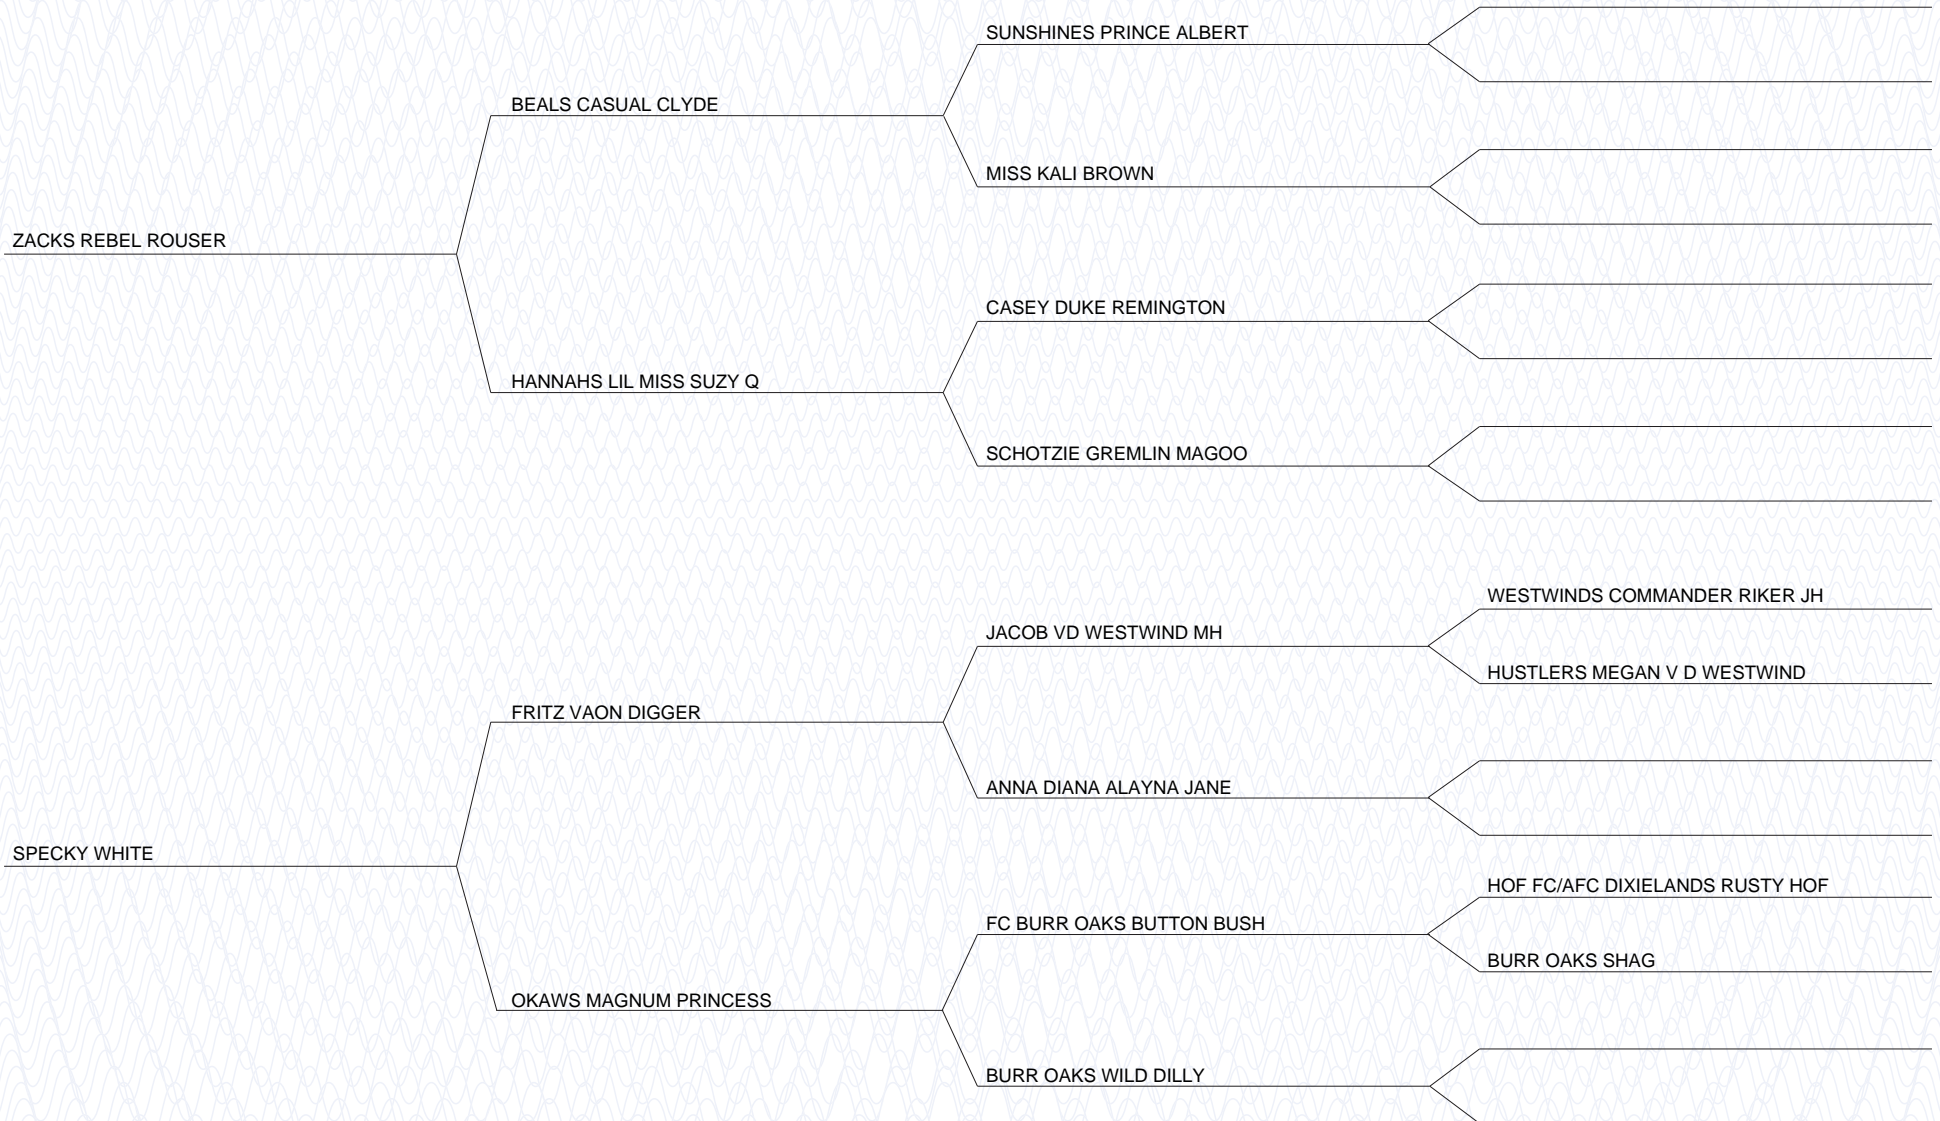 SUNSHINES PRINCE ALBERT
BEALS CASUAL CLYDE
MISS KALI BROWN
ZACKS REBEL ROUSER
CASEY DUKE REMINGTON
HANNAHS LIL MISS SUZY Q
SCHOTZIE GREMLIN MAGOO
WESTWINDS COMMANDER RIKER JH
JACOB VD WESTWIND MH
HUSTLERS MEGAN V D WESTWIND
FRITZ VAON DIGGER
ANNA DIANA ALAYNA JANE
SPECKY WHITE
HOF FC/AFC DIXIELANDS RUSTY HOF
FC BURR OAKS BUTTON BUSH
BURR OAKS SHAG
OKAWS MAGNUM PRINCESS
BURR OAKS WILD DILLY